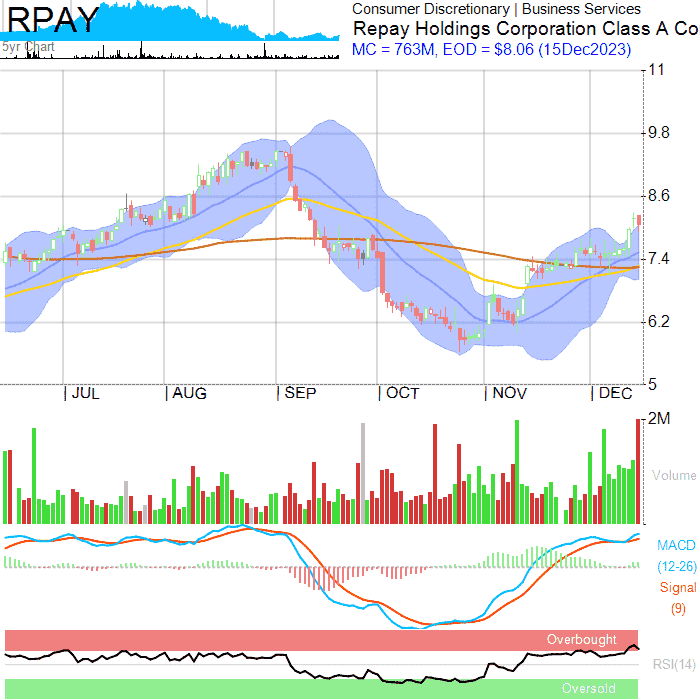 RPAY
5yr Chart
Consumer Discretionary | Business Services
Repay Holdings Corporation Class A Co
MC = 763M, EOD = $8.06 (15Dec2023)
11
9.8
8.6
7.4
6.2
5
JUL AUG SEP OCT NOV DEC
2M
Volume
MACD
(12-26)
Signal
(9)
Overbought
RSI(14)
Oversold